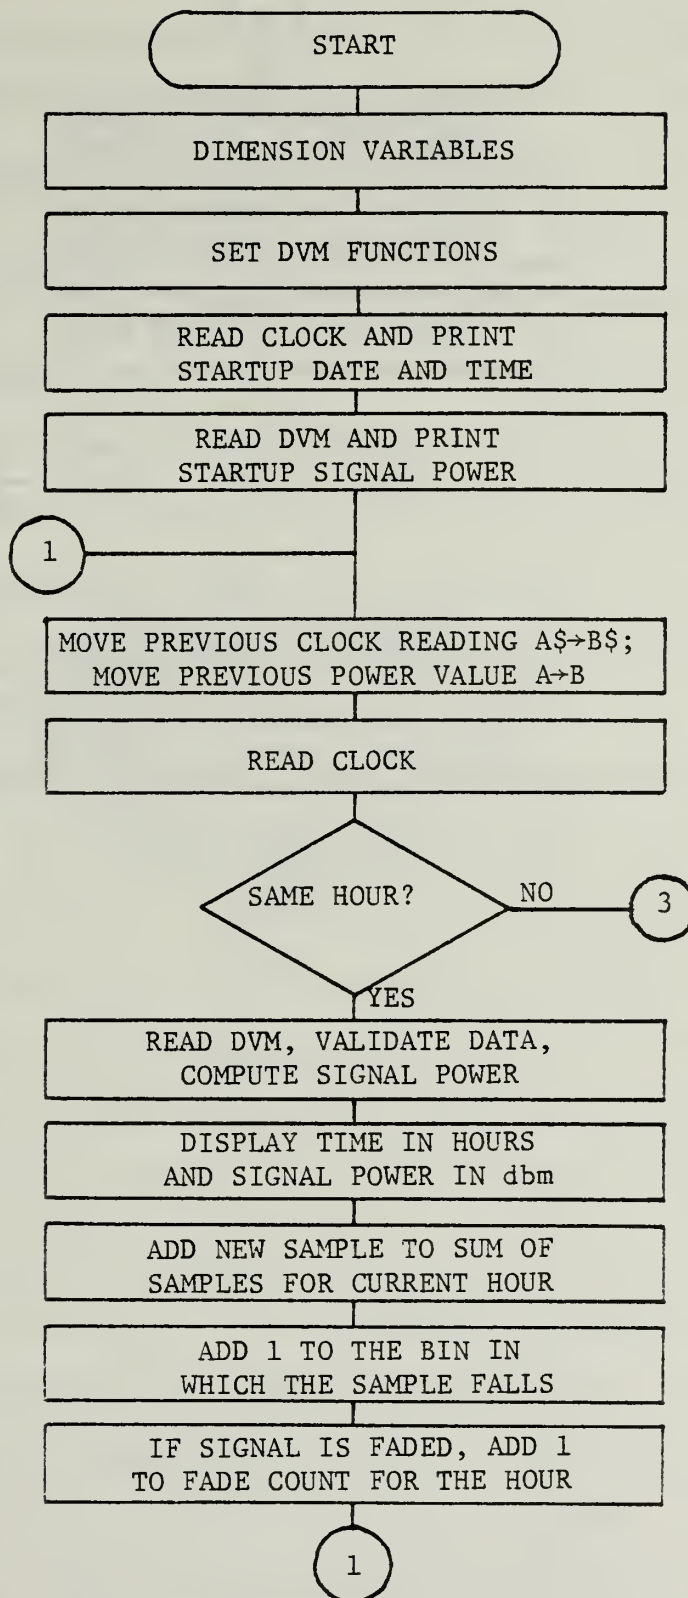 START
DIMENSION VARIABLES
SET DVM FUNCTIONS
READ CLOCK AND PRINT
STARTUP DATE AND TIME
READ DVM AND PRINT
STARTUP SIGNAL POWER
1
MOVE PREVIOUS CLOCK READING A$→B$;
MOVE PREVIOUS POWER VALUE A→B
READ CLOCK
SAME HOUR?
NO
3
YES
READ DVM, VALIDATE DATA,
COMPUTE SIGNAL POWER
DISPLAY TIME IN HOURS
AND SIGNAL POWER IN dbm
ADD NEW SAMPLE TO SUM OF
SAMPLES FOR CURRENT HOUR
ADD 1 TO THE BIN IN
WHICH THE SAMPLE FALLS
IF SIGNAL IS FADED, ADD 1
TO FADE COUNT FOR THE HOUR
1